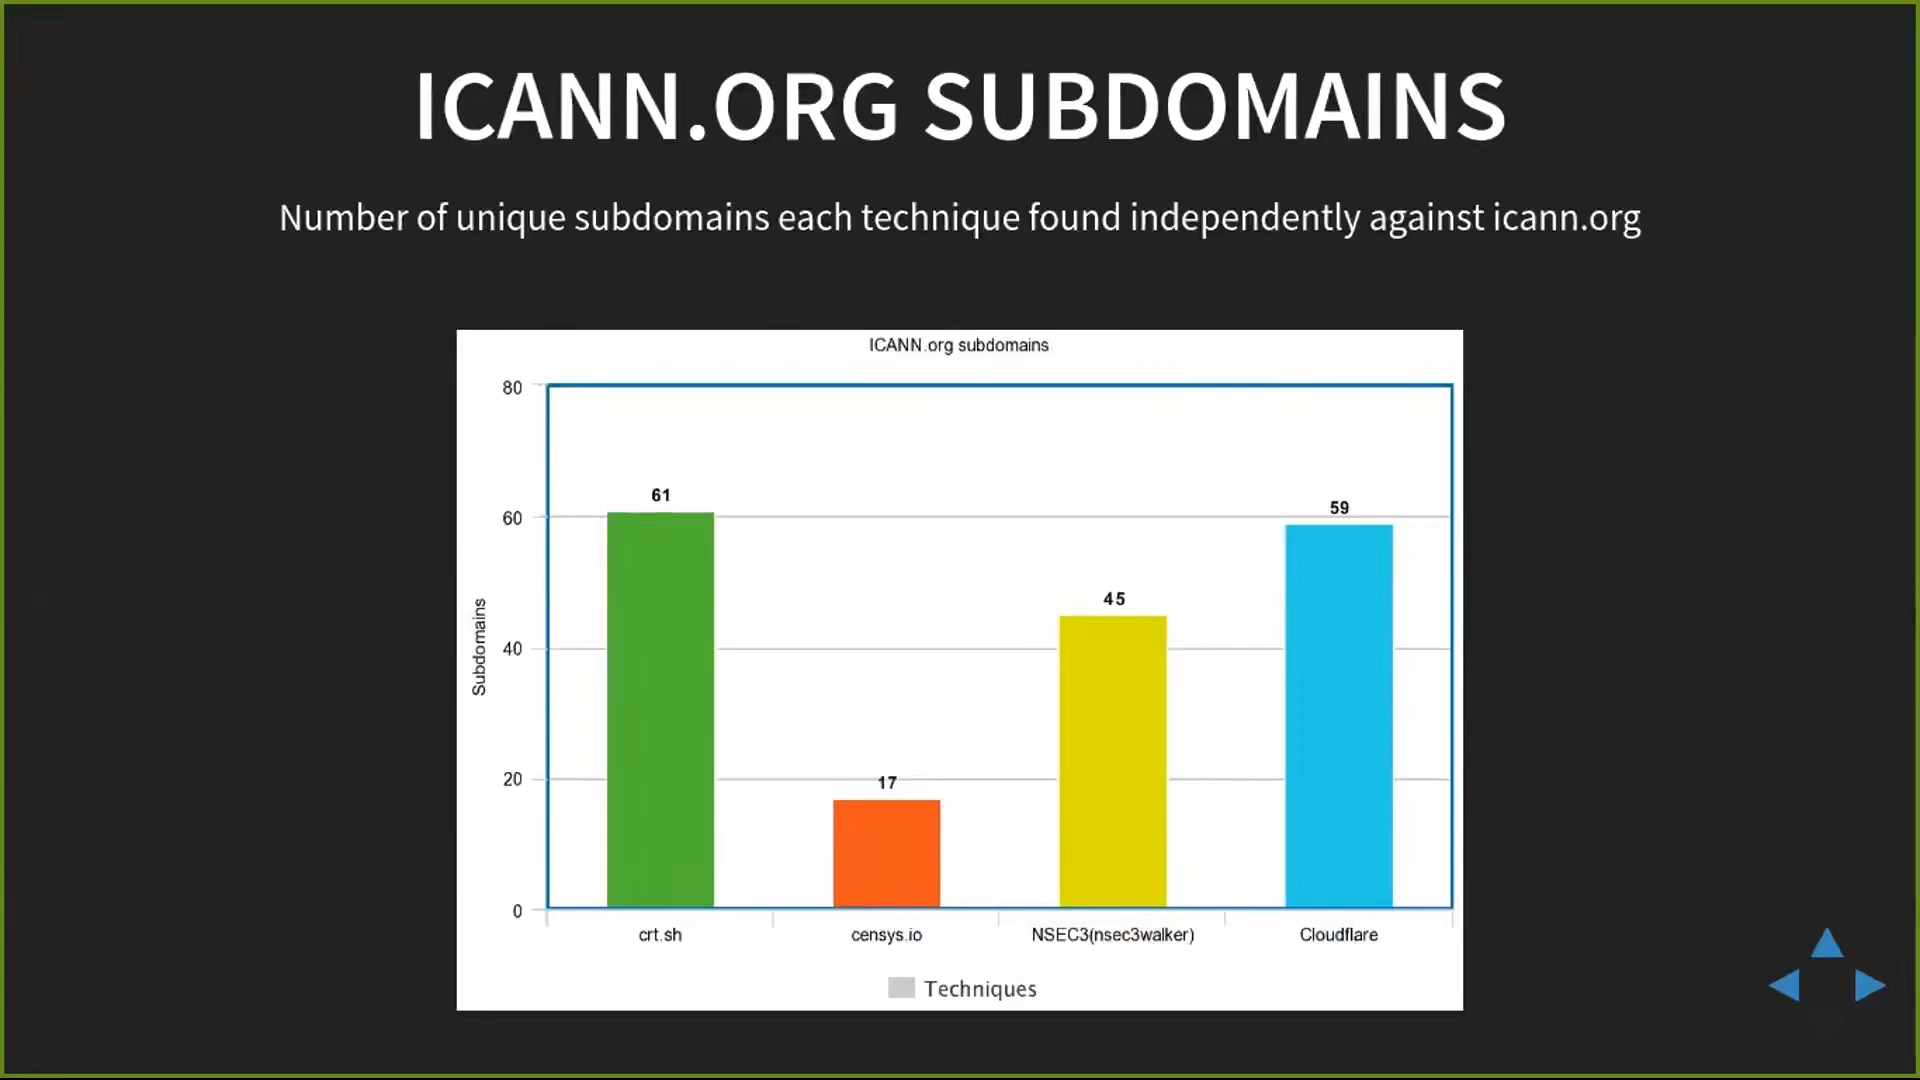 ICANN.ORG SUBDOMAINS
Number of unique subdomains each technique found independently against icann.org
ICANN.org subdomains
80
60
40
20
0
Subdomains
61
17
45
59
crt.sh
censys.io
NSEC3(nsec3walker)
Cloudflare
Techniques